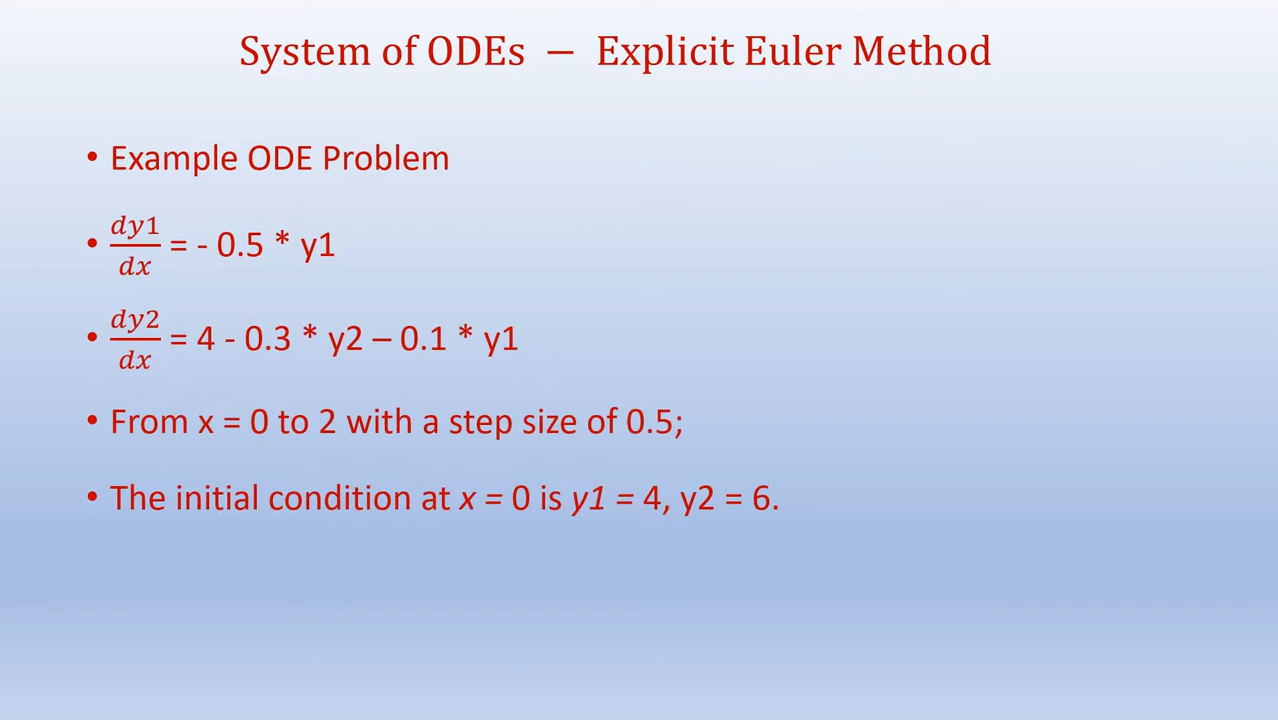 System of ODEs − Explicit Euler Method
• Example ODE Problem
• dy1/dx = - 0.5 * y1
• dy2/dx = 4 - 0.3 * y2 – 0.1 * y1
• From x = 0 to 2 with a step size of 0.5;
• The initial condition at x = 0 is y1 = 4, y2 = 6.